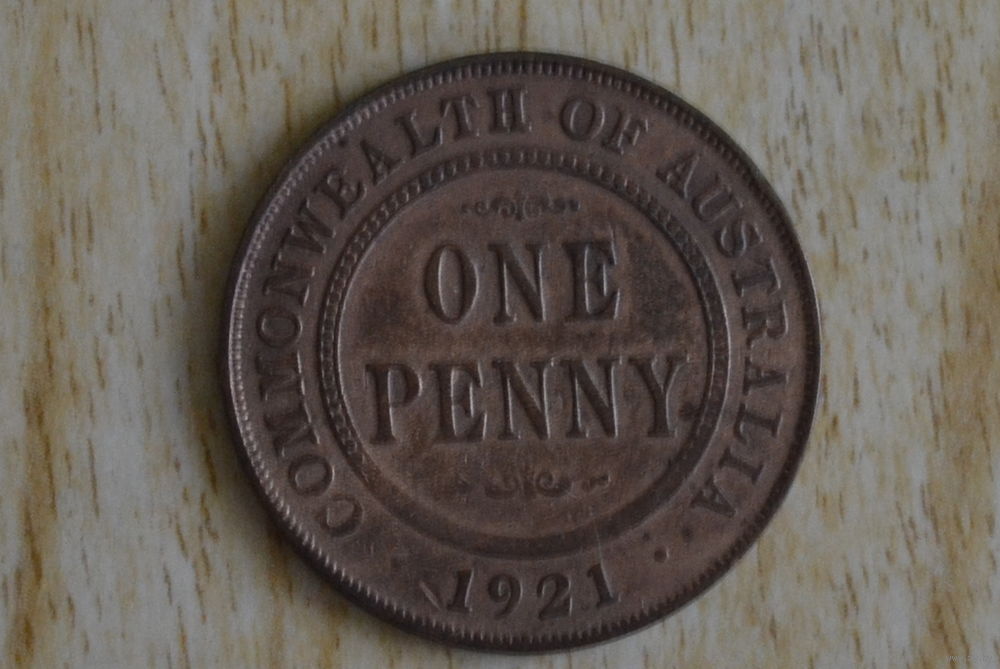 COMMONWEALTH OF AUSTRALIA
ONE
PENNY
1921